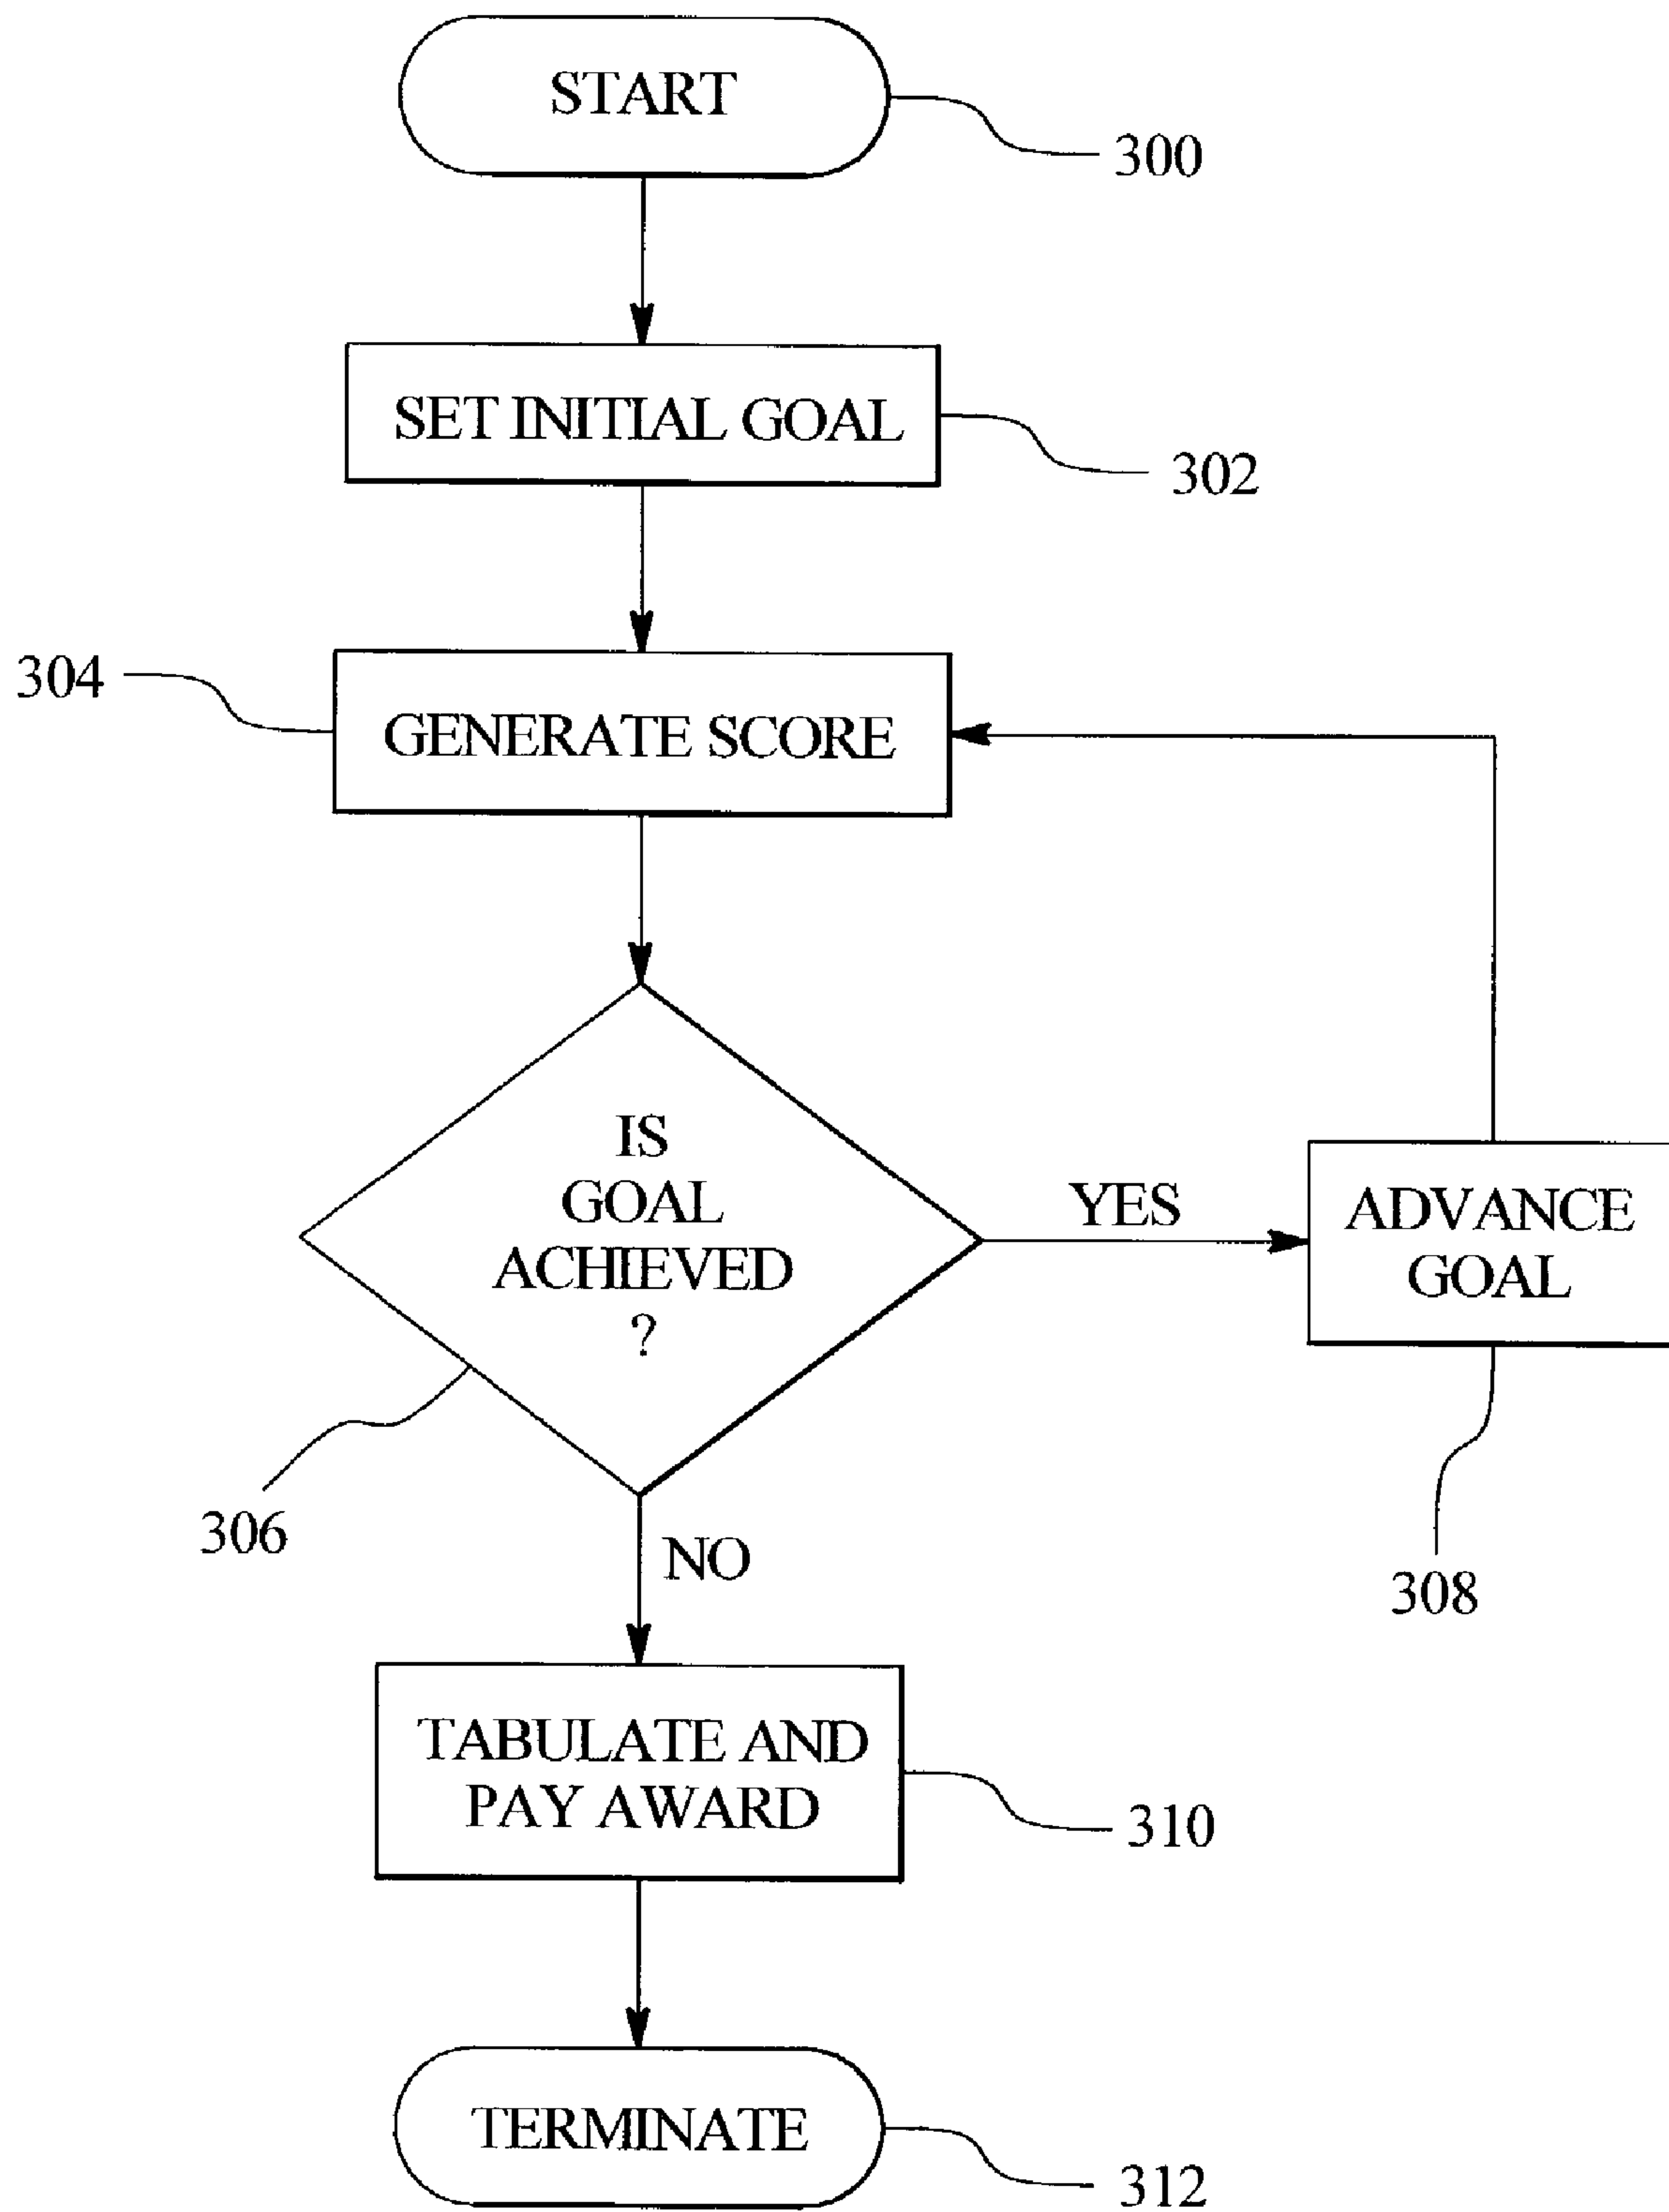 START
300
SET INITIAL GOAL
302
304
GENERATE SCORE
IS
GOAL
ACHIEVED
?
YES
ADVANCE
GOAL
306
NO
308
TABULATE AND
PAY AWARD
310
TERMINATE
312